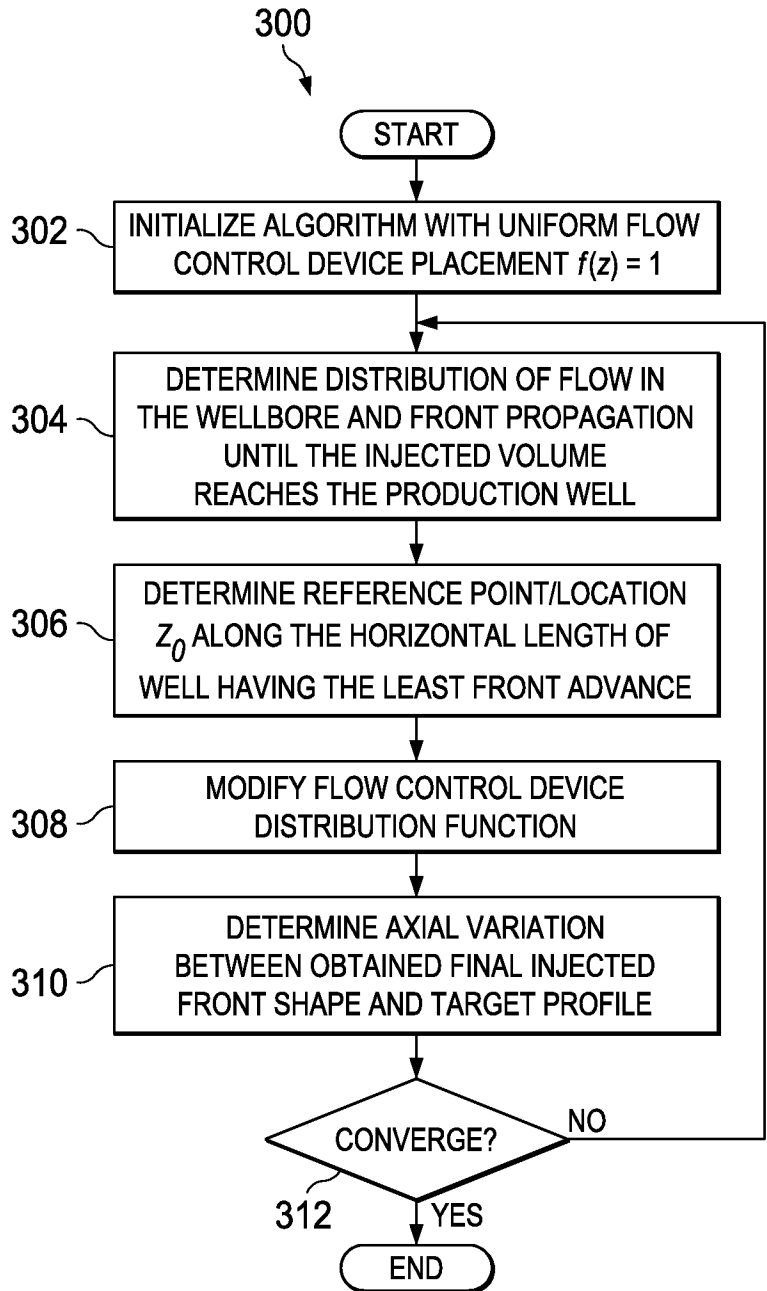 300
START
302
INITIALIZE ALGORITHM WITH UNIFORM FLOW
CONTROL DEVICE PLACEMENT f(z) = 1
304
DETERMINE DISTRIBUTION OF FLOW IN
THE WELLBORE AND FRONT PROPAGATION
UNTIL THE INJECTED VOLUME
REACHES THE PRODUCTION WELL
306
DETERMINE REFERENCE POINT/LOCATION
Z0 ALONG THE HORIZONTAL LENGTH OF
WELL HAVING THE LEAST FRONT ADVANCE
308
MODIFY FLOW CONTROL DEVICE
DISTRIBUTION FUNCTION
310
DETERMINE AXIAL VARIATION
BETWEEN OBTAINED FINAL INJECTED
FRONT SHAPE AND TARGET PROFILE
CONVERGE?
NO
312
YES
END